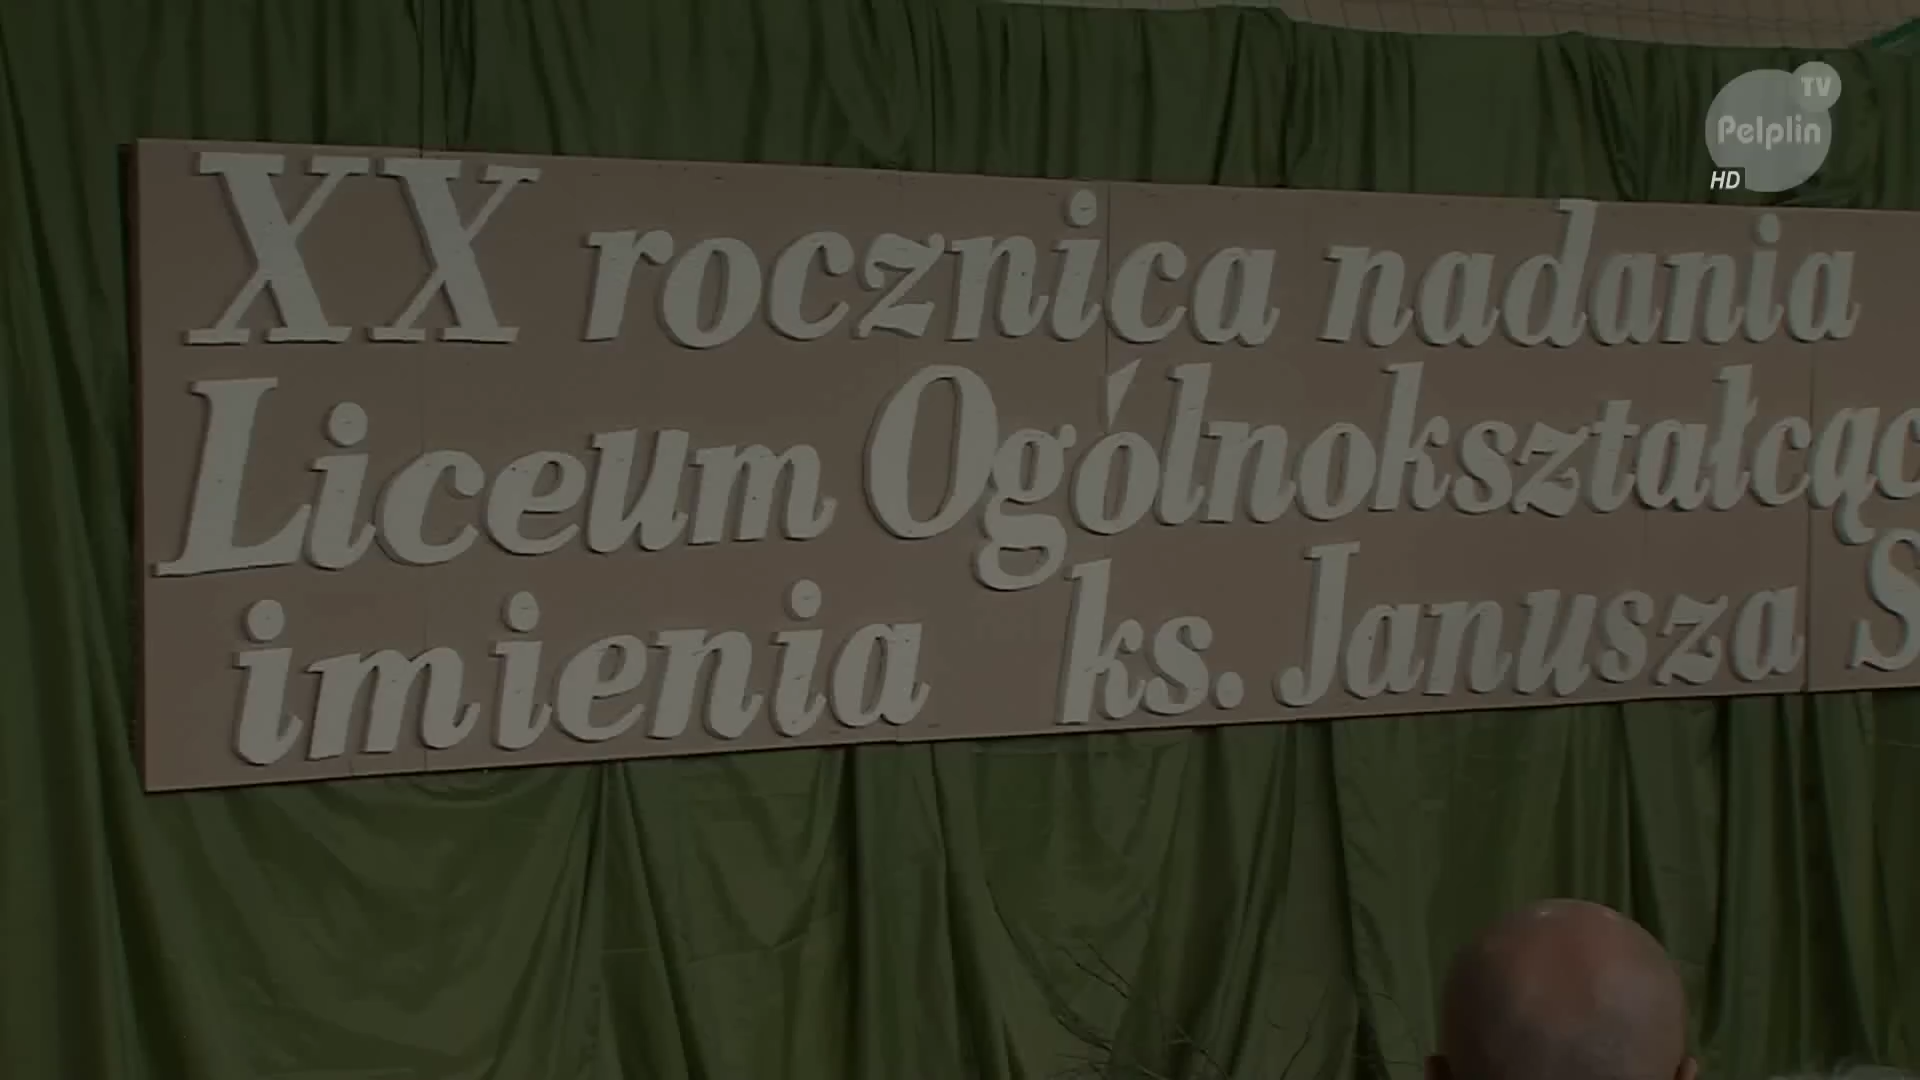 TV
Pelplin
HD
XX rocznica nadania
Liceum Ogólnokształcąc
imienia ks. Janusza S